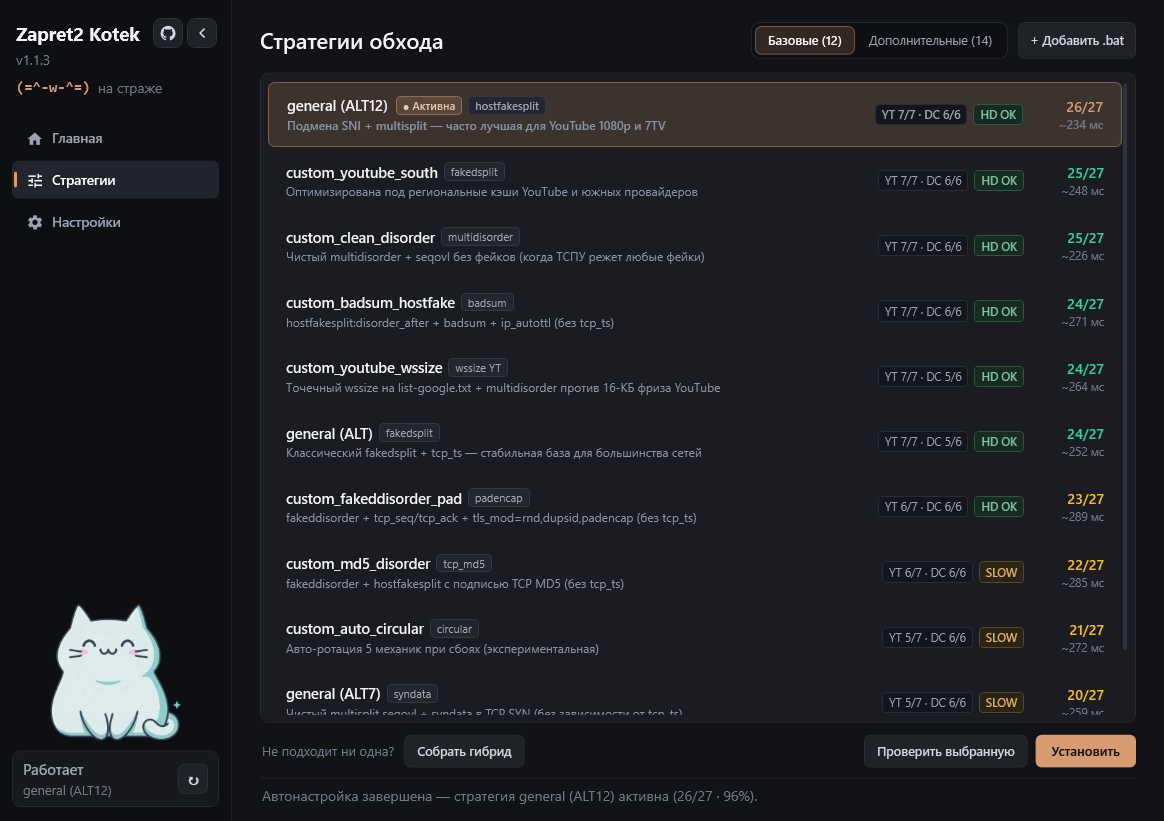 Zapret2 Kotek
v1.1.3
(=^-w-^=) на страже
Главная
Стратегии
Настройки
Работает
general (ALT12)
Стратегии обхода
Базовые (12)
Дополнительные (14)
+ Добавить .bat
general (ALT12) ● Активна hostfakesplit
Подмена SNI + multisplit — часто лучшая для YouTube 1080p и 7TV
YT 7/7 · DC 6/6 HD OK 26/27
~234 мс
custom_youtube_south fakedsplit
Оптимизирована под региональные кэши YouTube и южных провайдеров
YT 7/7 · DC 6/6 HD OK 25/27
~248 мс
custom_clean_disorder multidisorder
Чистый multidisorder + seqovl без фейков (когда ТСПУ режет любые фейки)
YT 7/7 · DC 6/6 HD OK 25/27
~226 мс
custom_badsum_hostfake badsum
hostfakesplit:disorder_after + badsum + ip_autottl (без tcp_ts)
YT 7/7 · DC 6/6 HD OK 24/27
~271 мс
custom_youtube_wssize wssize YT
Точечный wssize на list-google.txt + multidisorder против 16-КБ фриза YouTube
YT 7/7 · DC 5/6 HD OK 24/27
~264 мс
general (ALT) fakedsplit
Классический fakedsplit + tcp_ts — стабильная база для большинства сетей
YT 7/7 · DC 5/6 HD OK 24/27
~252 мс
custom_fakeddisorder_pad padencap
fakeddisorder + tcp_seq/tcp_ack + tls_mod=rnd,dupsid,padencap (без tcp_ts)
YT 6/7 · DC 6/6 HD OK 23/27
~289 мс
custom_md5_disorder tcp_md5
fakeddisorder + hostfakesplit с подписью TCP MD5 (без tcp_ts)
YT 6/7 · DC 6/6 SLOW 22/27
~285 мс
custom_auto_circular circular
Авто-ротация 5 механик при сбоях (экспериментальная)
YT 5/7 · DC 6/6 SLOW 21/27
~272 мс
general (ALT7) syndata
Чистый multisplit seqovl + syndata в TCP SYN (без зависимости от tcp_ts)
YT 5/7 · DC 6/6 SLOW 20/27
~259 мс
Не подходит ни одна? Собрать гибрид
Проверить выбранную
Установить
Автонастройка завершена — стратегия general (ALT12) активна (26/27 · 96%).